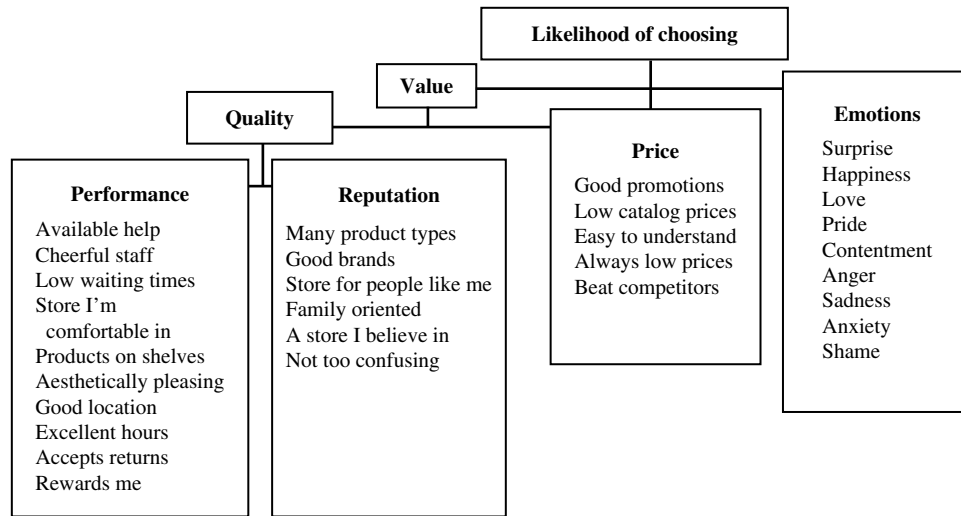 Likelihood of choosing
Value
Quality
Emotions
Surprise
Happiness
Love
Pride
Contentment
Anger
Sadness
Anxiety
Shame
Price
Good promotions
Low catalog prices
Easy to understand
Always low prices
Beat competitors
Performance
Available help
Cheerful staff
Low waiting times
Store I’m
comfortable in
Products on shelves
Aesthetically pleasing
Good location
Excellent hours
Accepts returns
Rewards me
Reputation
Many product types
Good brands
Store for people like me
Family oriented
A store I believe in
Not too confusing